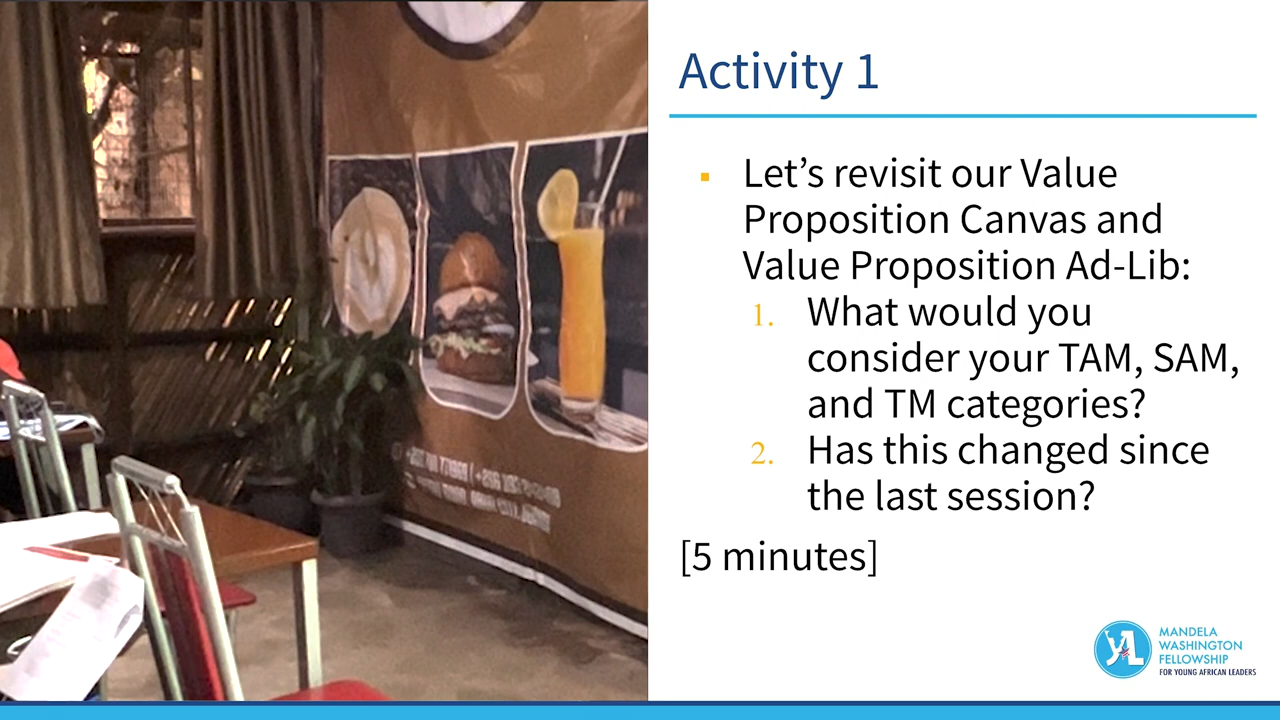 Activity 1
▪ Let’s revisit our Value
Proposition Canvas and
Value Proposition Ad-Lib:
1. What would you
consider your TAM, SAM,
and TM categories?
2. Has this changed since
the last session?
[5 minutes]
YAL
MANDELA
WASHINGTON
FELLOWSHIP
FOR YOUNG AFRICAN LEADERS